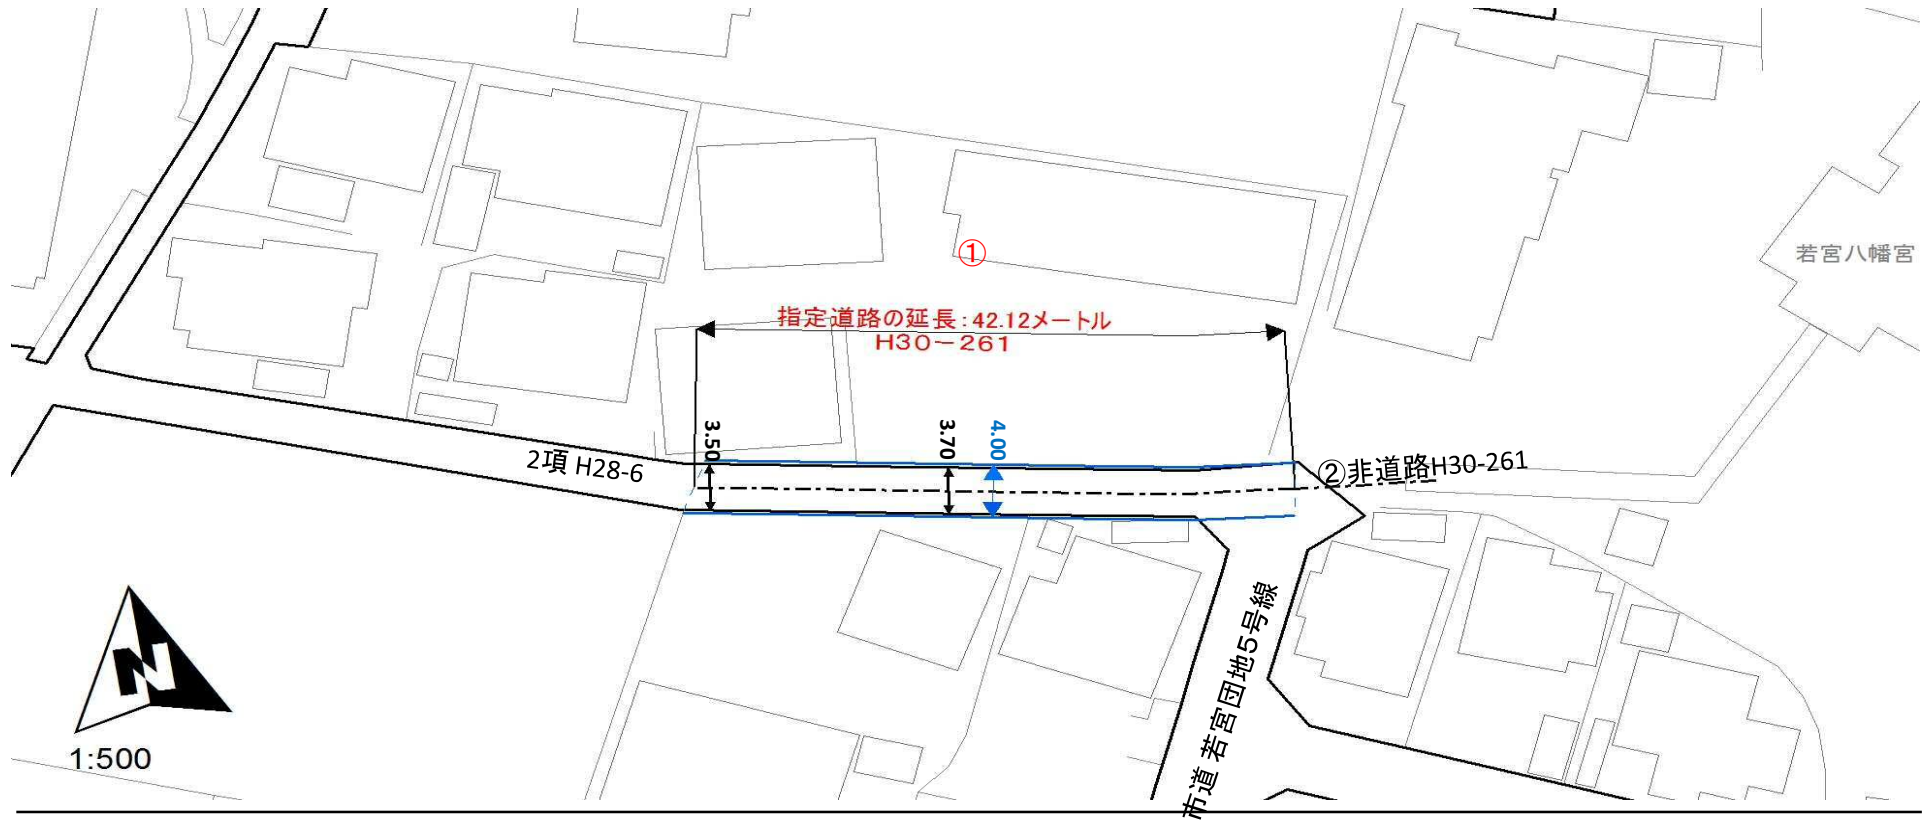 若宮八幡宮
①
指定道路の延長：42.12メートル
H30－261
3.50
3.70
4.00
2項 H28-6
②非道路H30-261
市道 若宮団地5号線
N
1:500